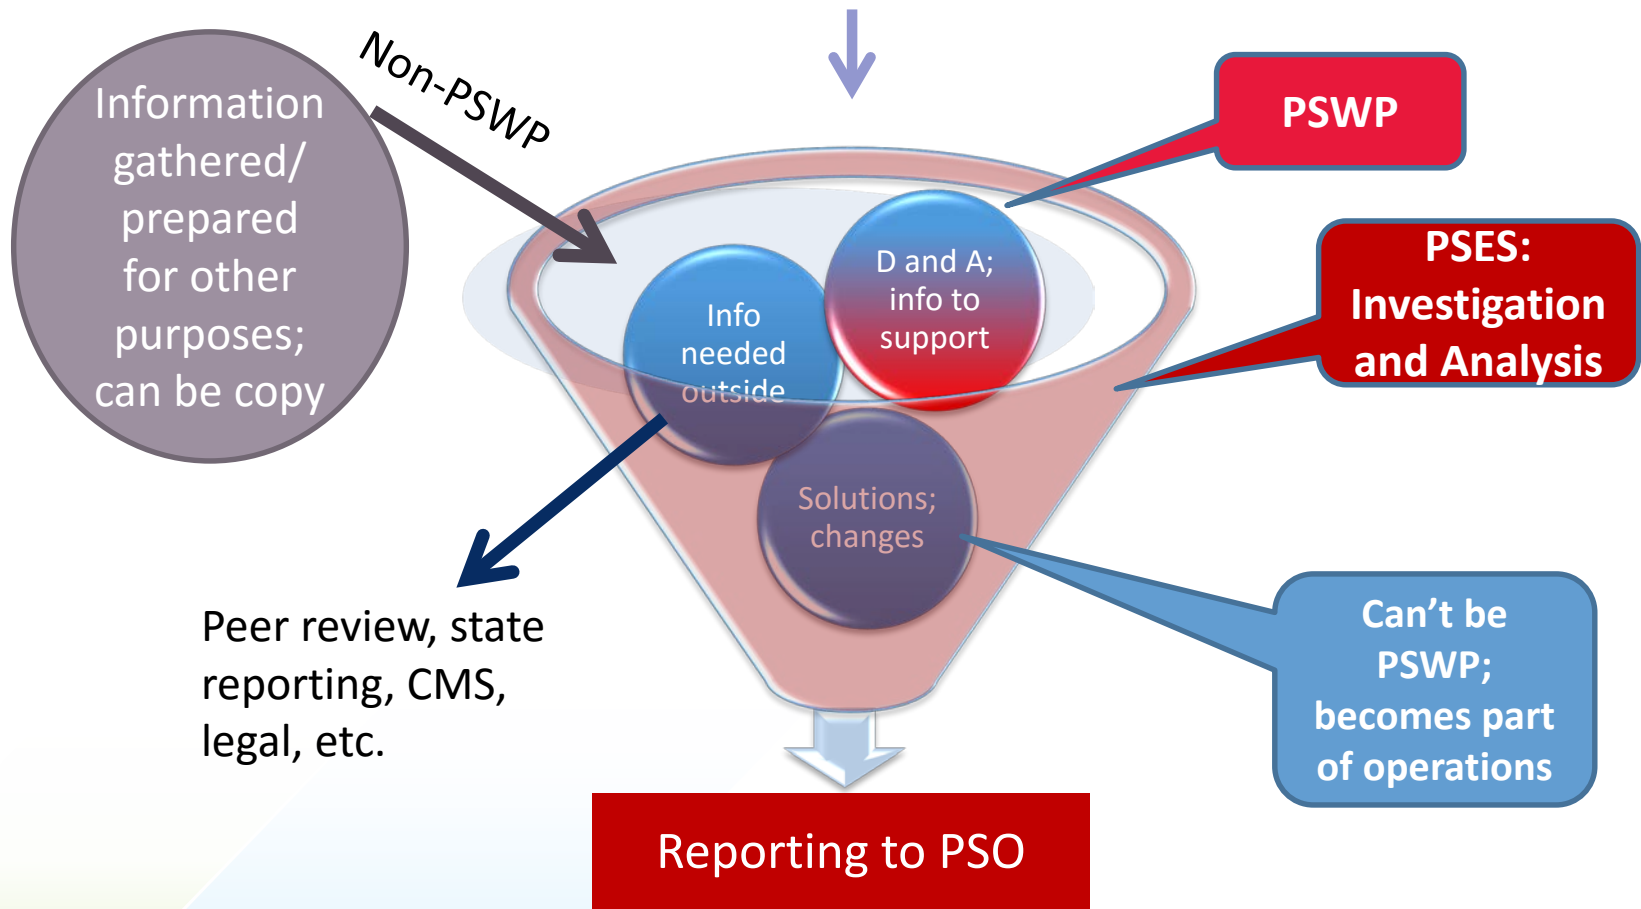 Information
gathered/
prepared
for other
purposes;
can be copy
Non-PSWP
PSWP
PSES:
Investigation
and Analysis
D and A;
info to
support
Info
needed
outside
Solutions;
changes
Peer review, state
reporting, CMS,
legal, etc.
Can’t be
PSWP;
becomes part
of operations
Reporting to PSO